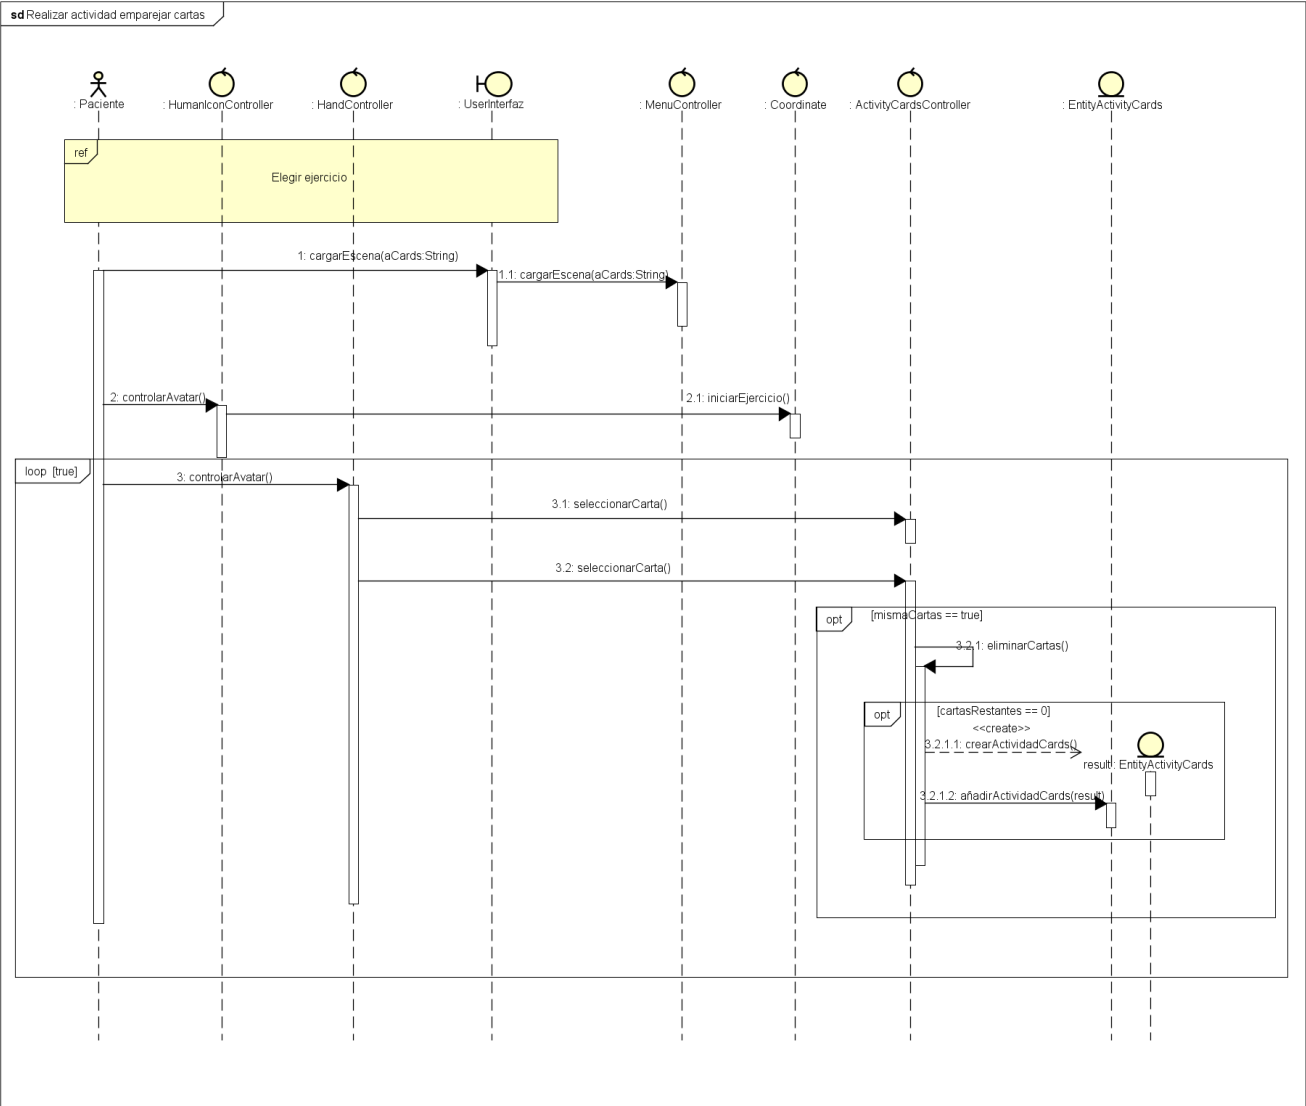 sd Realizar actividad emparejar cartas
: Paciente
: HumanIconController
: HandController
: UserInterfaz
: MenuController
: Coordinate
: ActivityCardsController
: EntityActivityCards
ref
Elegir ejercicio
1: cargarEscena(aCards:String)
1.1: cargarEscena(aCards:String)
2: controlarAvatar()
2.1: iniciarEjercicio()
loop [true]
3: controlarAvatar()
3.1: seleccionarCarta()
3.2: seleccionarCarta()
opt
[mismaCartas == true]
3.2.1: eliminarCartas()
opt
[cartasRestantes == 0]
<<create>>
3.2.1.1: crearActividadCards()
result : EntityActivityCards
3.2.1.2: añadirActividadCards(result)